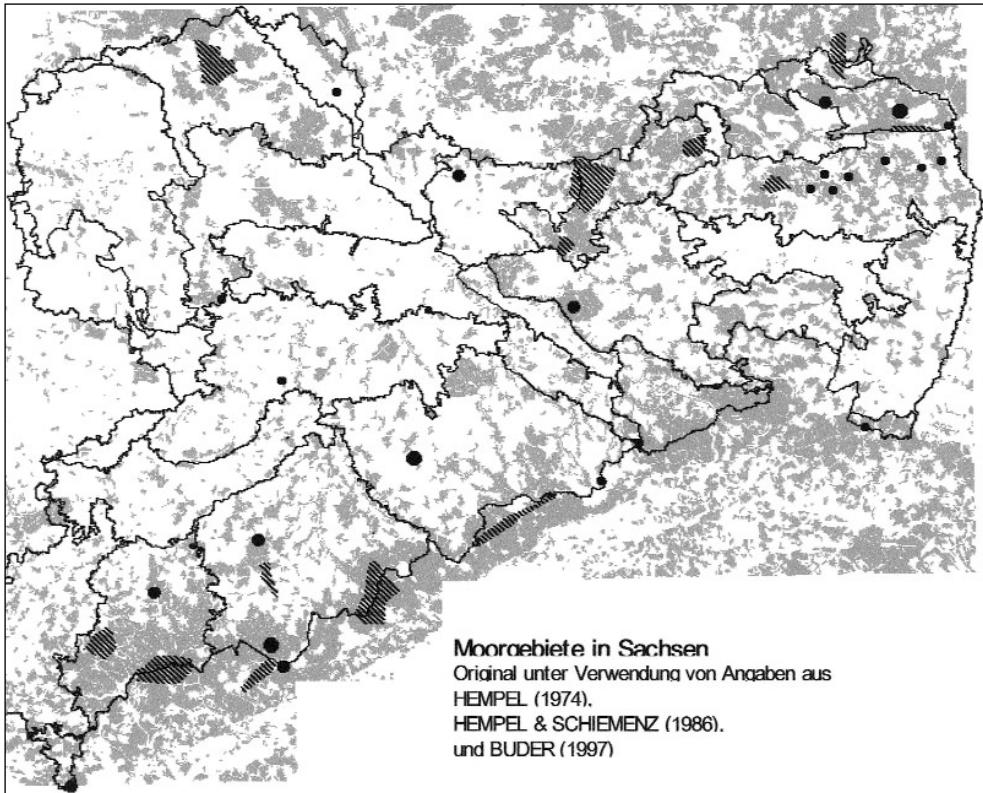 Moorgebiete in Sachsen
Original unter Verwendung von Angaben aus
HEMPEL (1974),
HEMPEL & SCHIEMENZ (1986),
und BUDER (1997)